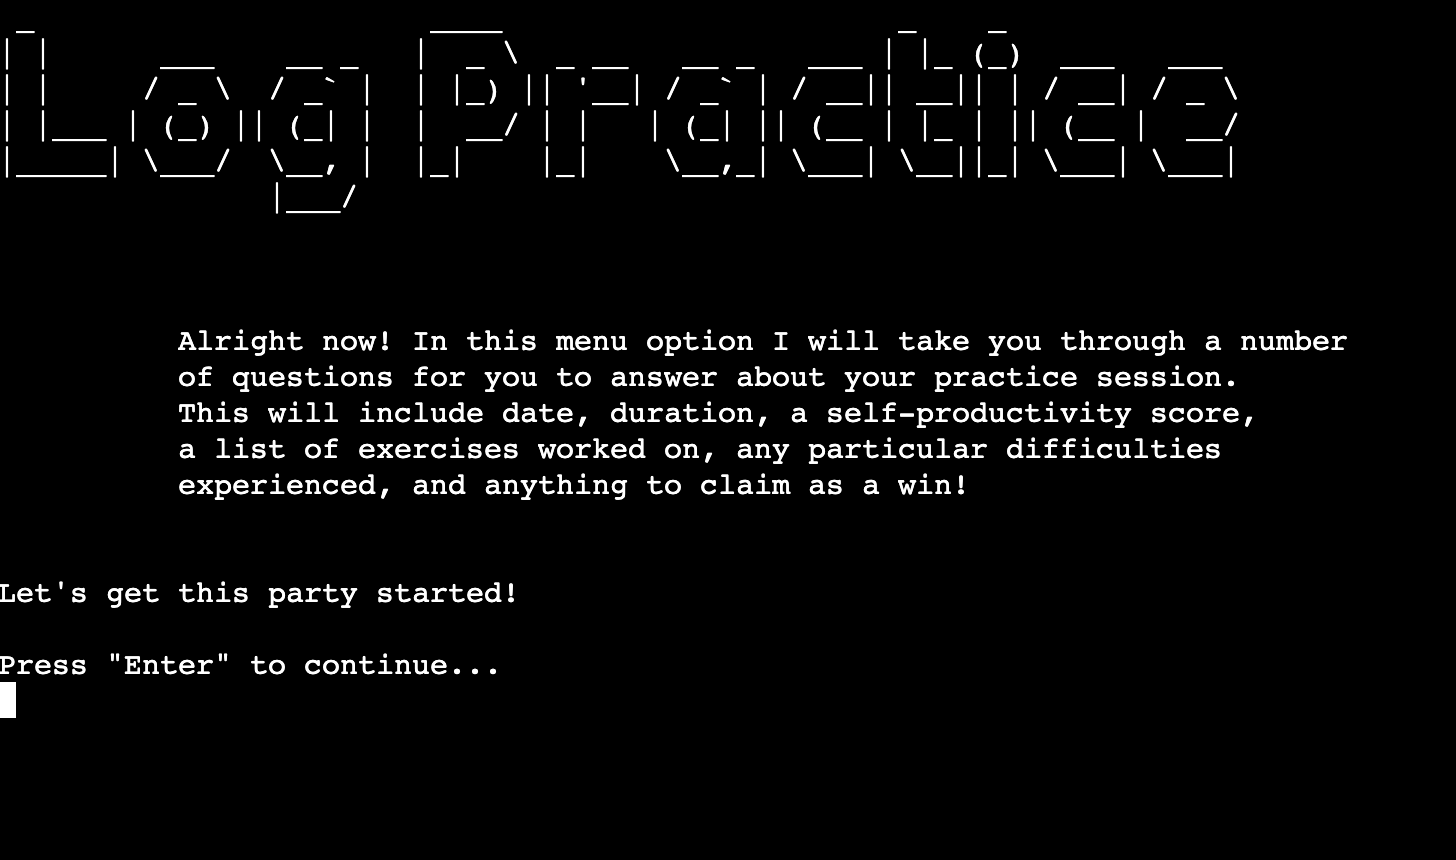 Log Practice
Alright now! In this menu option I will take you through a number
of questions for you to answer about your practice session.
This will include date, duration, a self-productivity score,
a list of exercises worked on, any particular difficulties
experienced, and anything to claim as a win!
Let's get this party started!
Press "Enter" to continue...